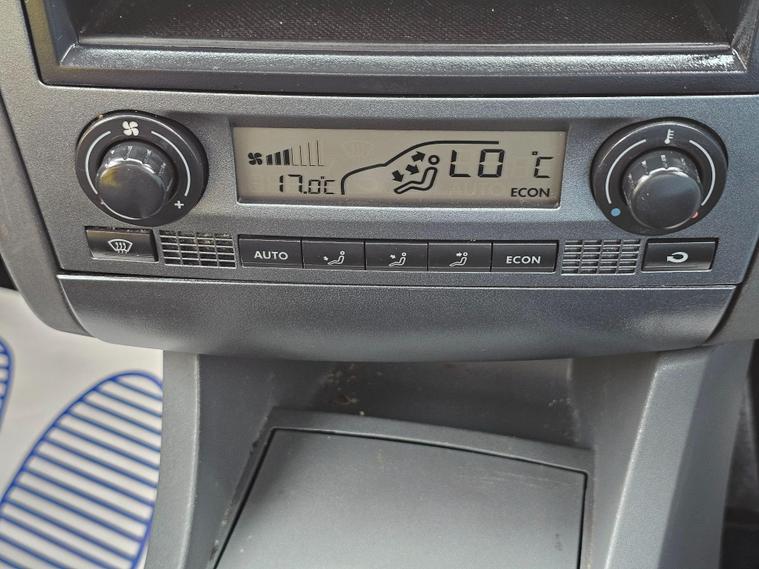 LO °C
17.0°C
ECON
+
AUTO ECON